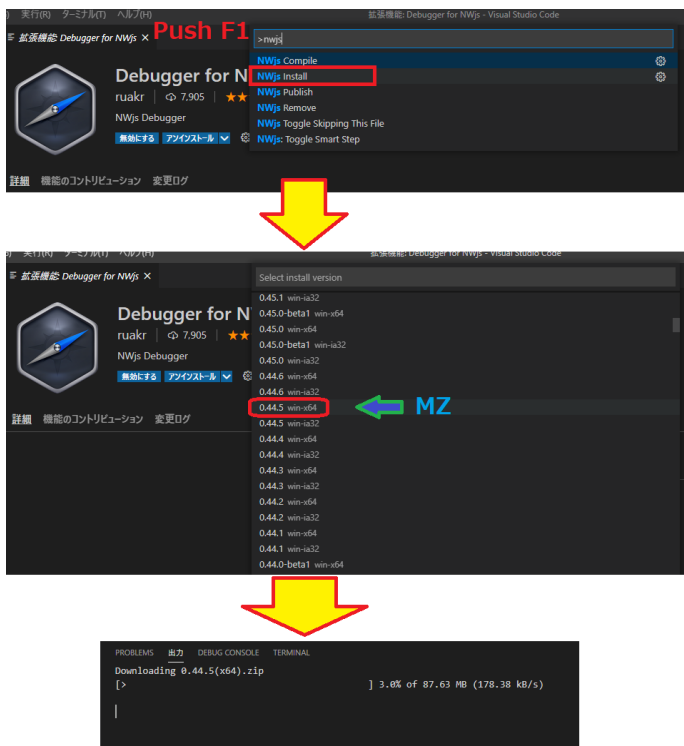 実行(R) ターミナル(T) ヘルプ(H)
拡張機能: Debugger for NWjs - Visual Studio Code
拡張機能: Debugger for NWjs ×
Push F1
>nwjs
NWjs Compile
NWjs Install
NWjs Publish
NWjs Remove
NWjs Toggle Skipping This File
NWjs: Toggle Smart Step
Debugger for N
ruakr 7,905 ★★
NWjs Debugger
無効にする アンインストール
詳細 機能のコントリビューション 変更ログ
実行(R) ターミナル(T) ヘルプ(H)
拡張機能: Debugger for NWjs - Visual Studio Code
拡張機能: Debugger for NWjs ×
Select install version
0.45.1 win-ia32
0.45.0-beta1 win-x64
0.45.0 win-x64
0.45.0-beta1 win-ia32
0.45.0 win-ia32
0.44.6 win-x64
0.44.6 win-ia32
0.44.5 win-x64
0.44.5 win-ia32
0.44.4 win-x64
0.44.4 win-ia32
0.44.3 win-x64
0.44.3 win-ia32
0.44.2 win-x64
0.44.2 win-ia32
0.44.1 win-x64
0.44.1 win-ia32
0.44.0-beta1 win-x64
MZ
Debugger for N
ruakr 7,905 ★★
NWjs Debugger
無効にする アンインストール
詳細 機能のコントリビューション 変更ログ
PROBLEMS 出力 DEBUG CONSOLE TERMINAL
Downloading 0.44.5(x64).zip
[> ] 3.0% of 87.63 MB (178.38 kB/s)